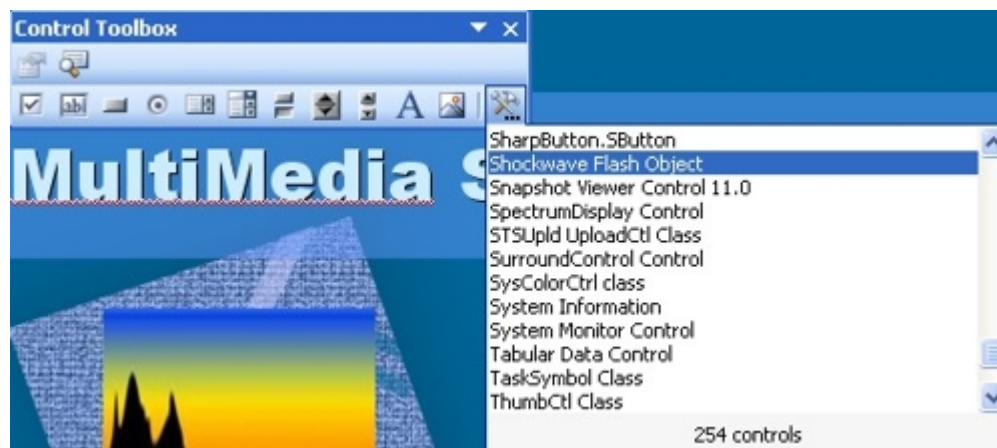 Control Toolbox
ab
A
MultiMedia S
SharpButton.SButton
Shockwave Flash Object
Snapshot Viewer Control 11.0
SpectrumDisplay Control
STSUpld UploadCtl Class
SurroundControl Control
SysColorCtrl class
System Information
System Monitor Control
Tabular Data Control
TaskSymbol Class
ThumbCtl Class
254 controls